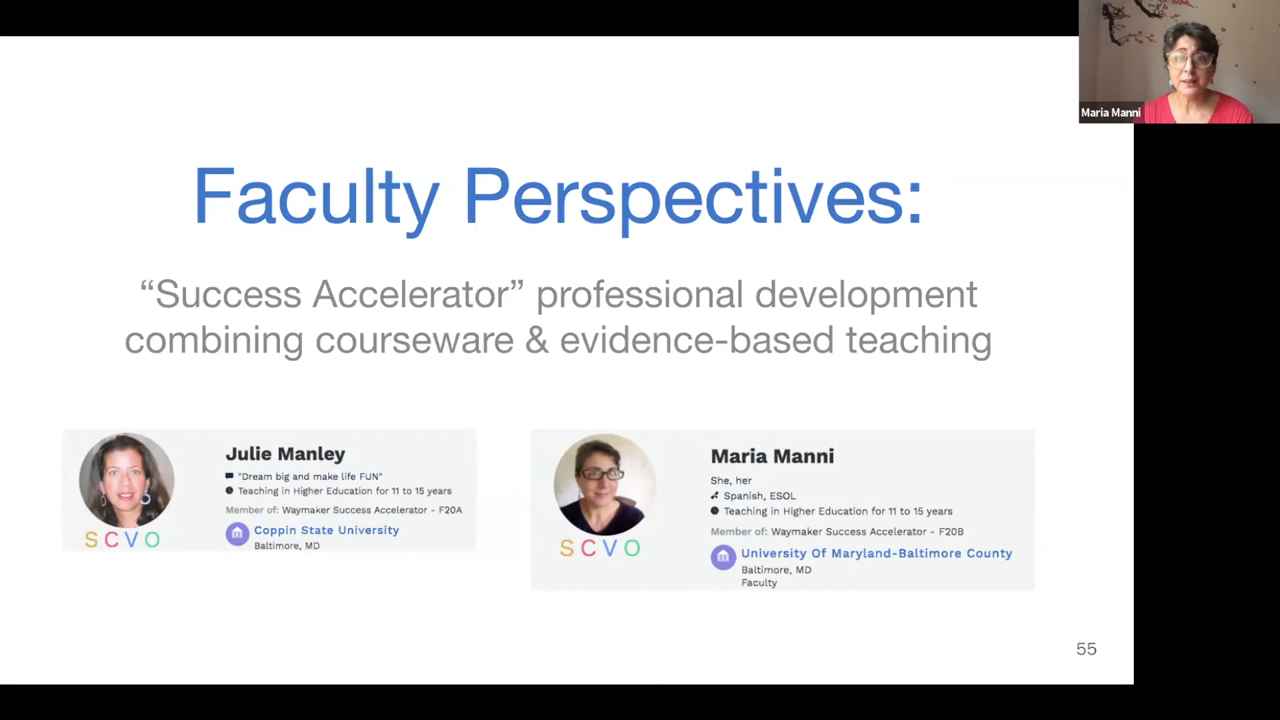 Maria Manni
Faculty Perspectives:
“Success Accelerator” professional development
combining courseware & evidence-based teaching
Julie Manley
"Dream big and make life FUN"
Teaching in Higher Education for 11 to 15 years
Member of: Waymaker Success Accelerator - F20A
Coppin State University
Baltimore, MD
S C V O
Maria Manni
She, her
Spanish, ESOL
Teaching in Higher Education for 11 to 15 years
Member of: Waymaker Success Accelerator - F20B
University Of Maryland-Baltimore County
Baltimore, MD
Faculty
S C V O
55